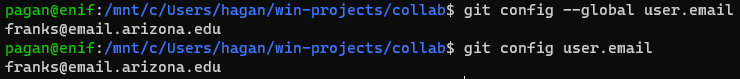 pagan@enif:/mnt/c/Users/hagan/win-projects/collab$ git config --global user.email
franks@email.arizona.edu
pagan@enif:/mnt/c/Users/hagan/win-projects/collab$ git config user.email
franks@email.arizona.edu